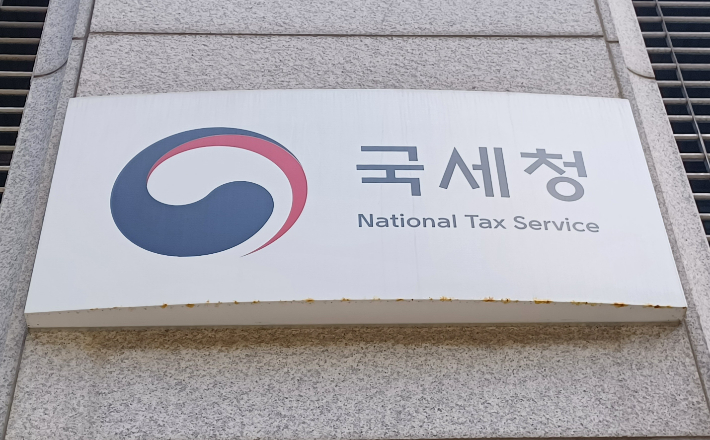 국세청
National Tax Service